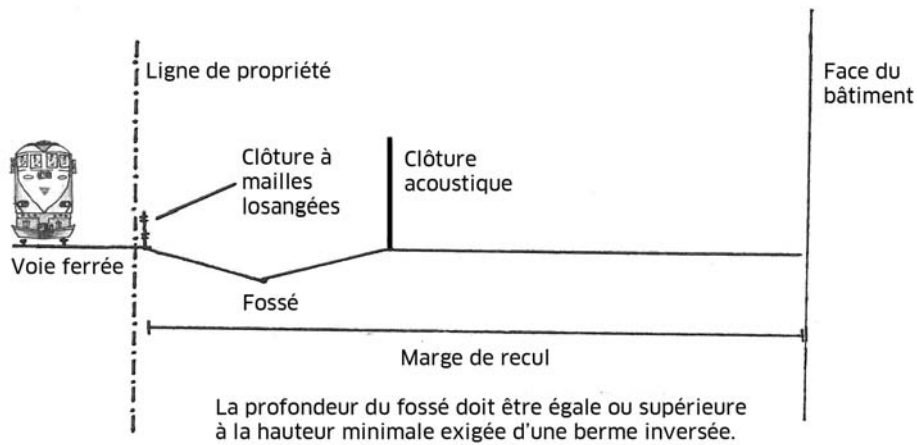 Ligne de propriété
Face du
bâtiment
Clôture à
mailles
losangées
Clôture
acoustique
Voie ferrée
Fossé
Marge de recul
La profondeur du fossé doit être égale ou supérieure
à la hauteur minimale exigée d'une berme inversée.